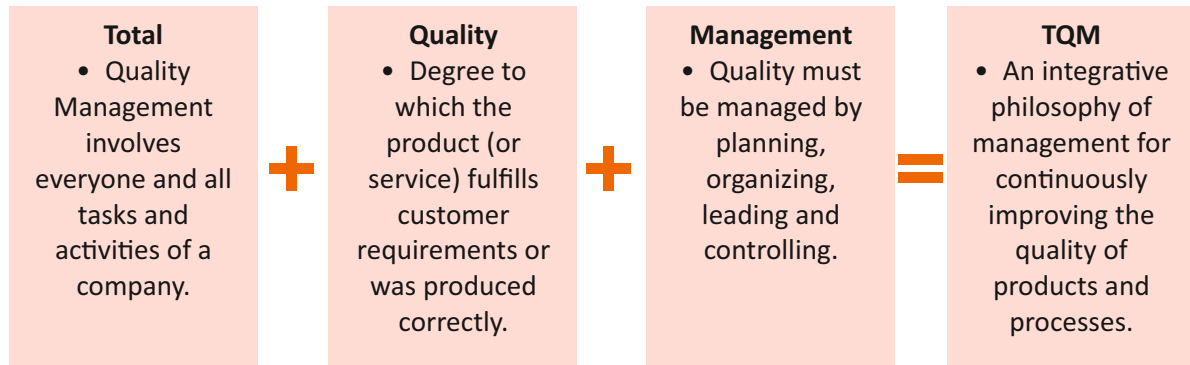 Total
• Quality
Management
involves
everyone and all
tasks and
activities of a
company.
+
Quality
• Degree to
which the
product (or
service) fulfills
customer
requirements or
was produced
correctly.
+
Management
• Quality must
be managed by
planning,
organizing,
leading and
controlling.
=
TQM
• An integrative
philosophy of
management for
continuously
improving the
quality of
products and
processes.